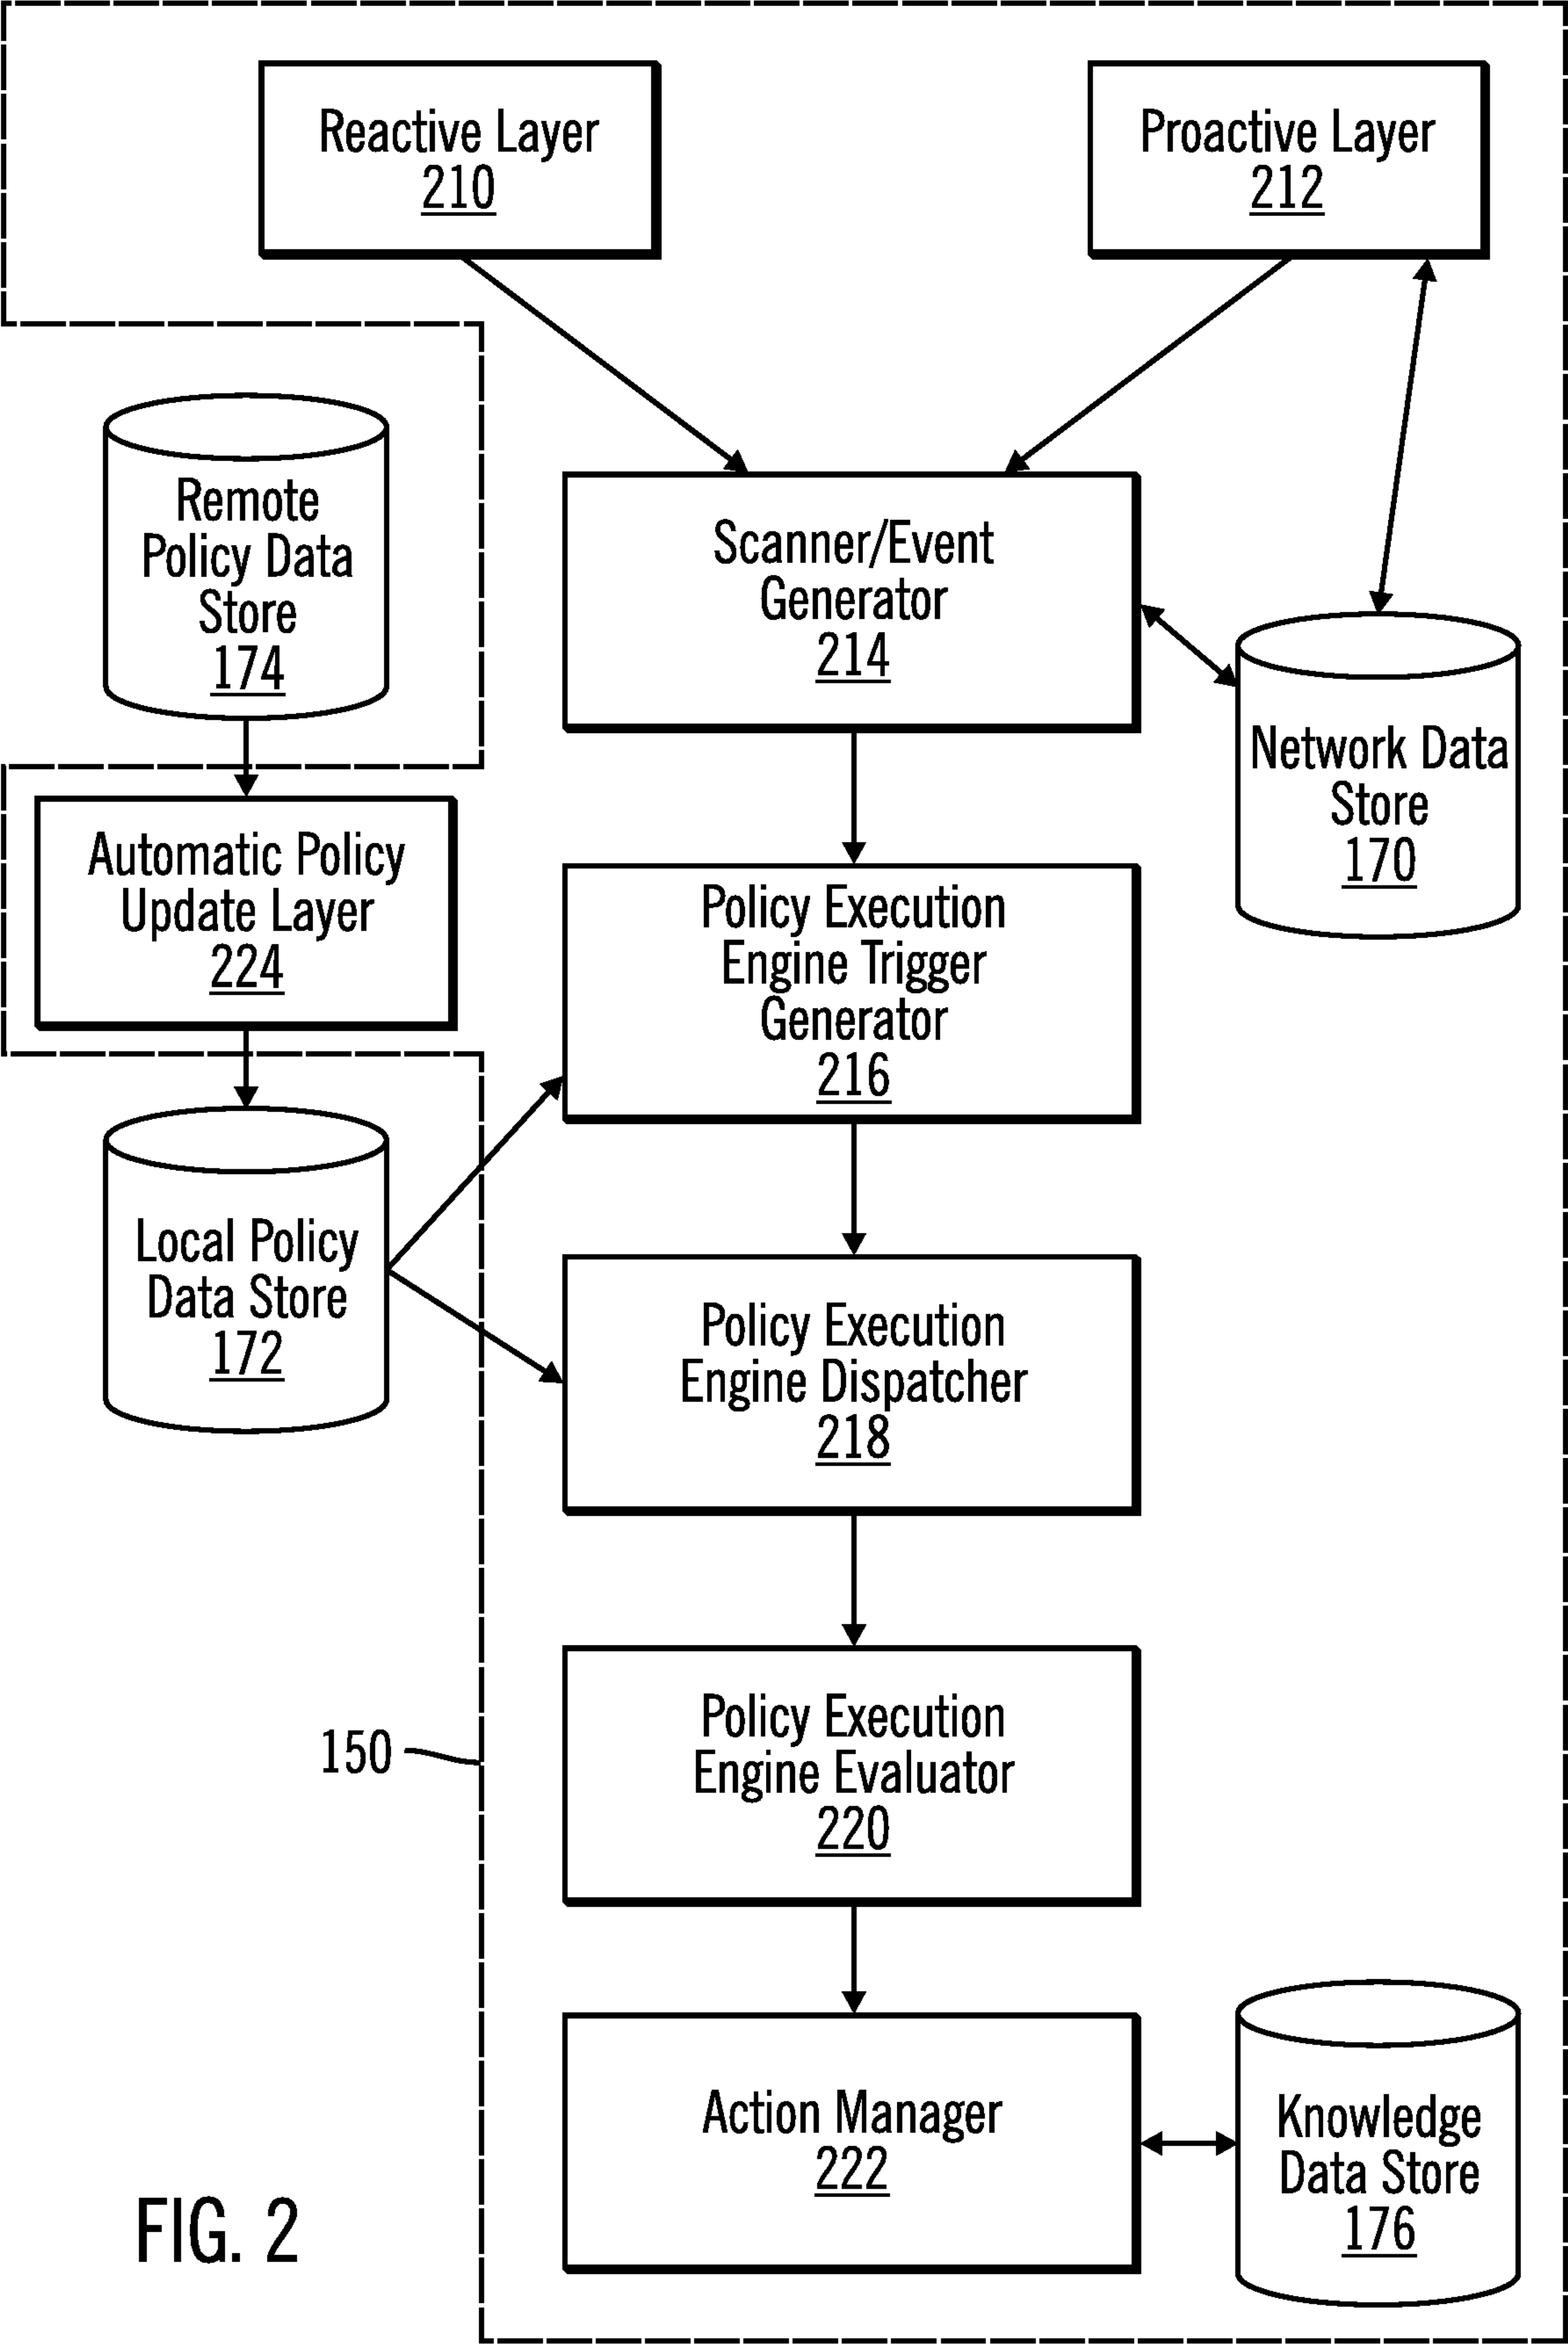 Reactive Layer
210
Proactive Layer
212
Remote
Policy Data
Store
174
Scanner/Event
Generator
214
Network Data
Store
170
Automatic Policy
Update Layer
224
Policy Execution
Engine Trigger
Generator
216
Local Policy
Data Store
172
Policy Execution
Engine Dispatcher
218
150
Policy Execution
Engine Evaluator
220
Action Manager
222
Knowledge
Data Store
176
FIG. 2